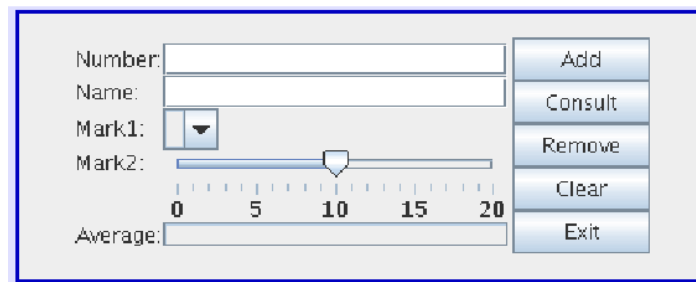 Number: Add
Name: Consult
Mark1: Remove
Mark2:
0 5 10 15 20 Clear
Average: Exit